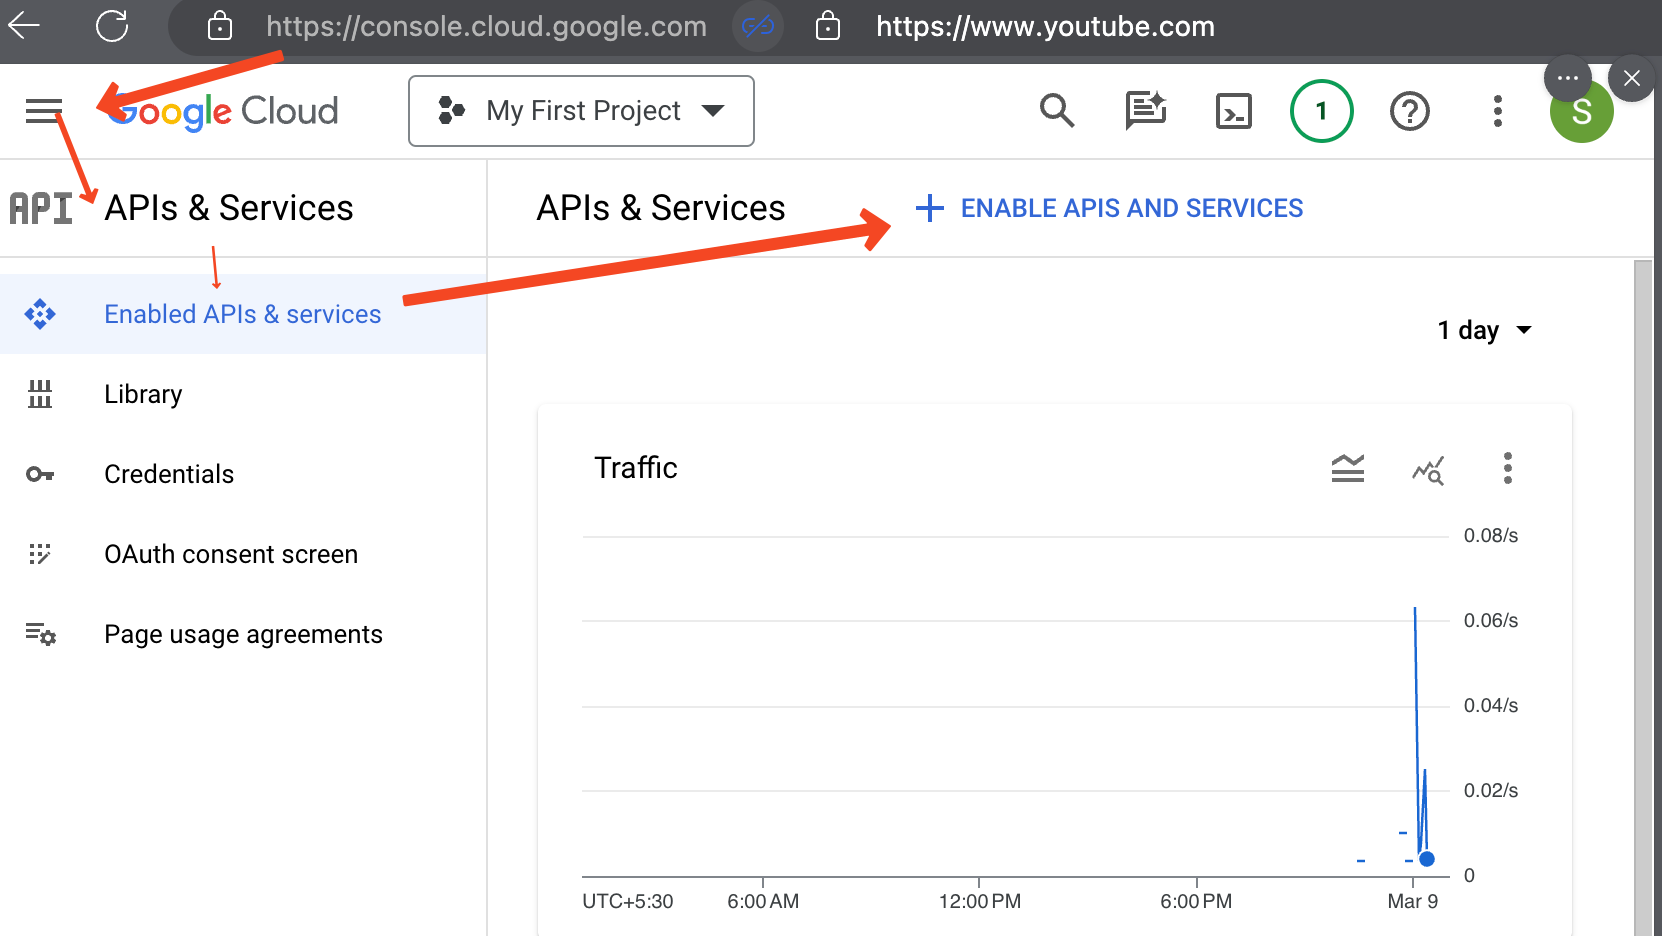 https://console.cloud.google.com https://www.youtube.com
Google Cloud My First Project 1 S
API APIs & Services APIs & Services + ENABLE APIS AND SERVICES
Enabled APIs & services
1 day
Library
Credentials
OAuth consent screen
Page usage agreements
Traffic
0.08/s
0.06/s
0.04/s
0.02/s
0
UTC+5:30 6:00 AM 12:00 PM 6:00 PM Mar 9